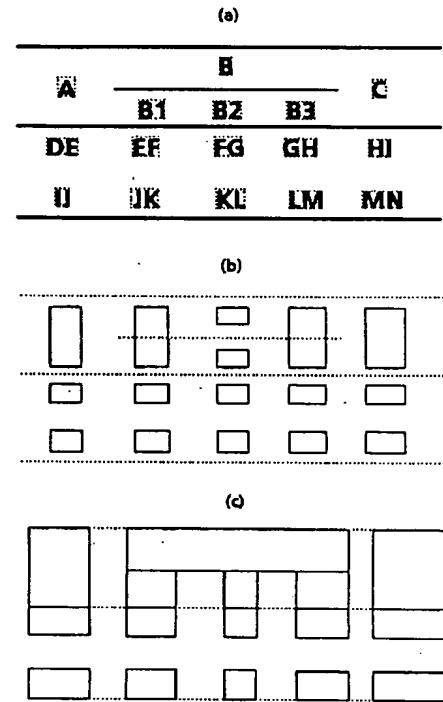 (a)
B
A C
B1 B2 B3
DE EF FG GH HI
IJ JK KL LM MN
(b)
(c)